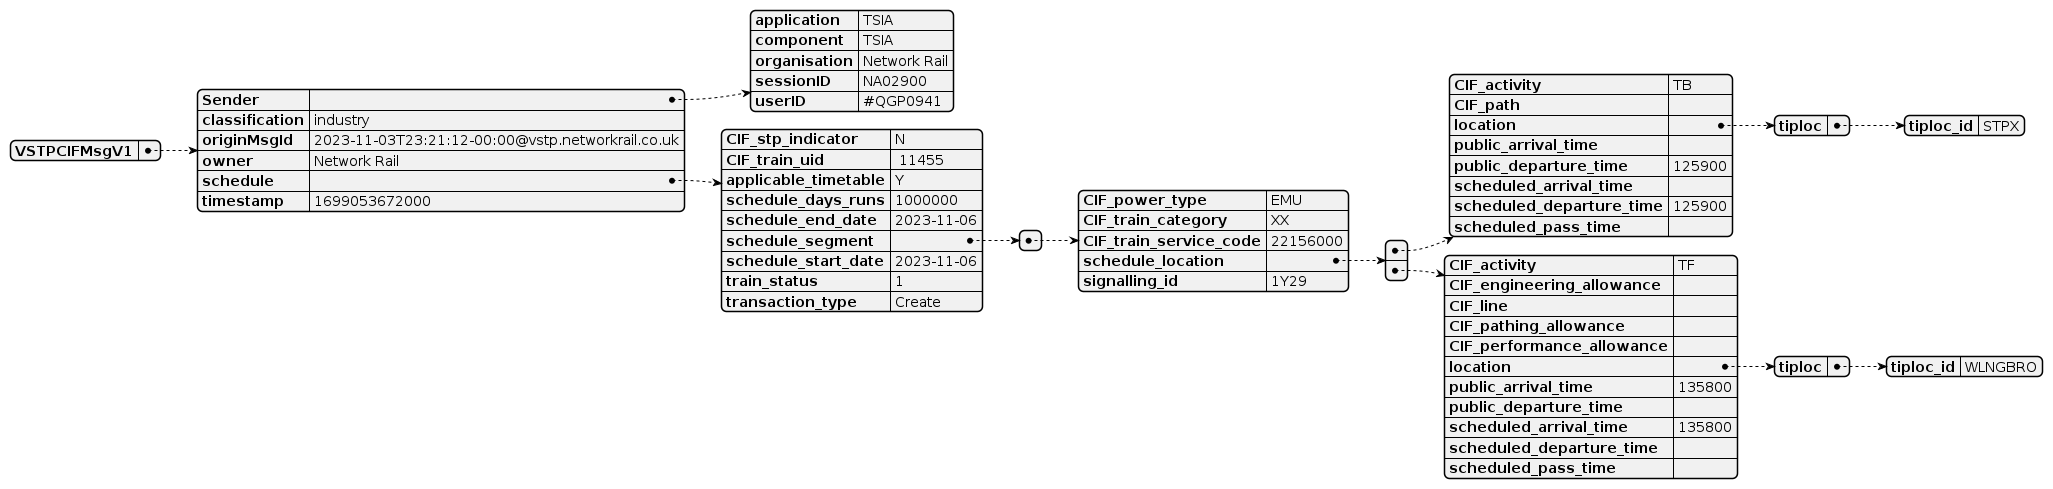 VSTPCIFMsgV1
Sender
classification industry
originMsgId 2023-11-03T23:21:12-00:00@vstp.networkrail.co.uk
owner Network Rail
schedule
timestamp 1699053672000
application TSIA
component TSIA
organisation Network Rail
sessionID NA02900
userID #QGP0941
CIF_stp_indicator N
CIF_train_uid 11455
applicable_timetable Y
schedule_days_runs 1000000
schedule_end_date 2023-11-06
schedule_segment
schedule_start_date 2023-11-06
train_status 1
transaction_type Create
CIF_power_type EMU
CIF_train_category XX
CIF_train_service_code 22156000
schedule_location
signalling_id 1Y29
CIF_activity TB
CIF_path
location
public_arrival_time
public_departure_time 125900
scheduled_arrival_time
scheduled_departure_time 125900
scheduled_pass_time
tiploc
tiploc_id STPX
CIF_activity TF
CIF_engineering_allowance
CIF_line
CIF_pathing_allowance
CIF_performance_allowance
location
public_arrival_time 135800
public_departure_time
scheduled_arrival_time 135800
scheduled_departure_time
scheduled_pass_time
tiploc
tiploc_id WLNGBRO